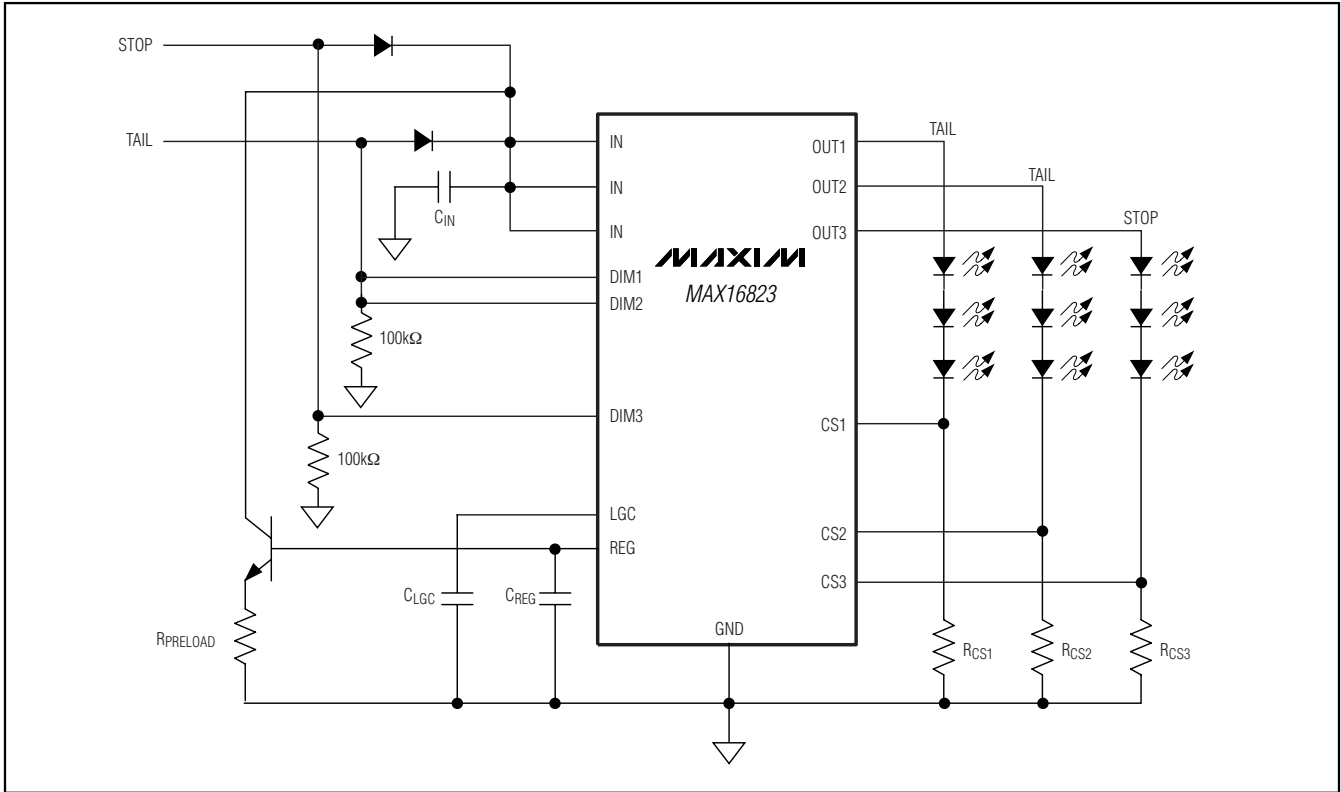 STOP
TAIL
IN
IN
IN
CIN
DIM1
DIM2
100kΩ
DIM3
100kΩ
LGC
REG
CLGC
CREG
RPRELOAD
GND
MAXIM
MAX16823
OUT1
OUT2
OUT3
TAIL
TAIL
STOP
CS1
CS2
CS3
RCS1
RCS2
RCS3